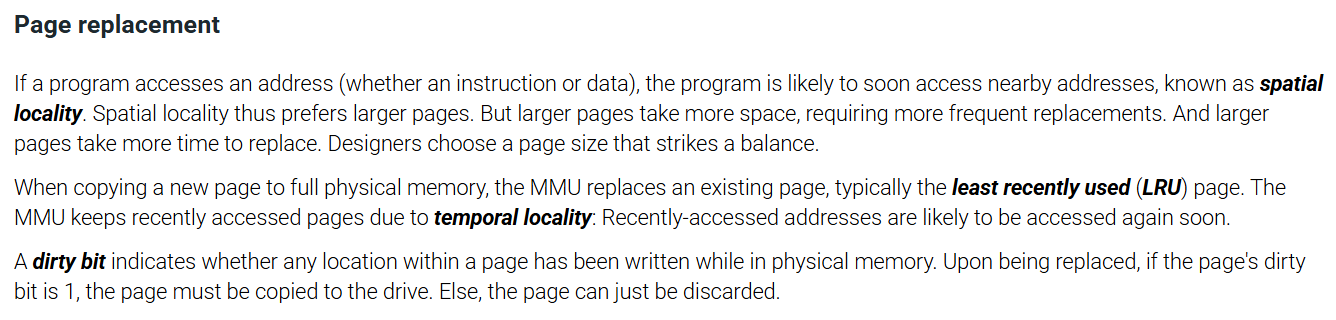 Page replacement
If a program accesses an address (whether an instruction or data), the program is likely to soon access nearby addresses, known as spatial
locality. Spatial locality thus prefers larger pages. But larger pages take more space, requiring more frequent replacements. And larger
pages take more time to replace. Designers choose a page size that strikes a balance.
When copying a new page to full physical memory, the MMU replaces an existing page, typically the least recently used (LRU) page. The
MMU keeps recently accessed pages due to temporal locality: Recently-accessed addresses are likely to be accessed again soon.
A dirty bit indicates whether any location within a page has been written while in physical memory. Upon being replaced, if the page's dirty
bit is 1, the page must be copied to the drive. Else, the page can just be discarded.